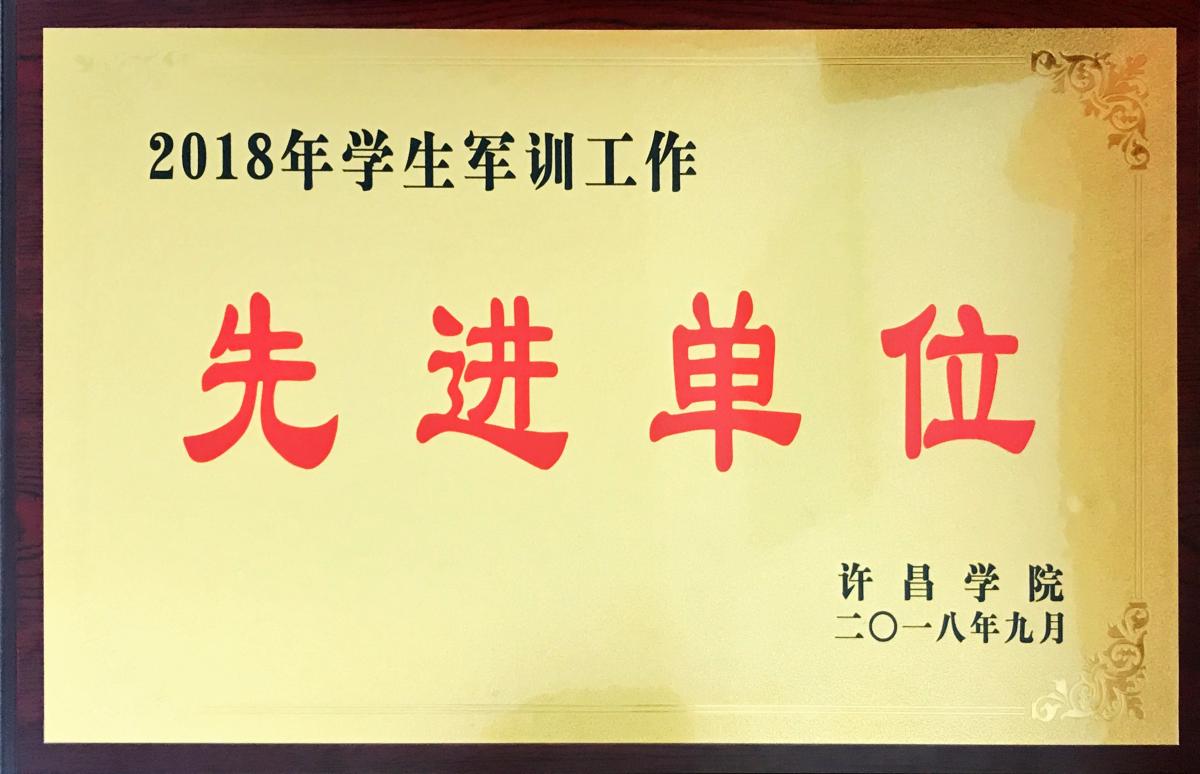 2018年学生军训工作
先进单位
许昌学院
二〇一八年九月